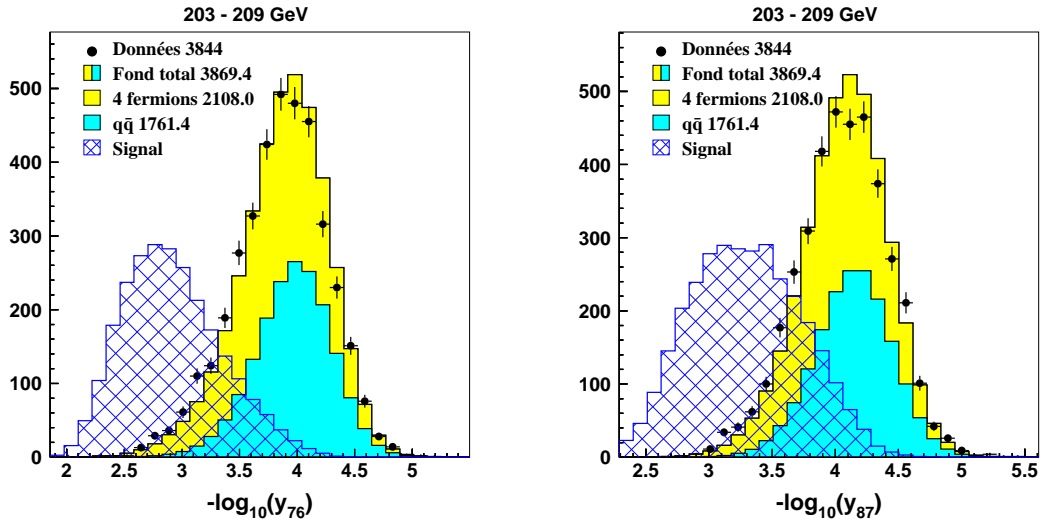 203 - 209 GeV
Données 3844
Fond total 3869.4
4 fermions 2108.0
qq̄ 1761.4
Signal
500
400
300
200
100
0
2 2.5 3 3.5 4 4.5 5
-log10(y76)
203 - 209 GeV
Données 3844
Fond total 3869.4
4 fermions 2108.0
qq̄ 1761.4
Signal
500
400
300
200
100
0
2.5 3 3.5 4 4.5 5 5.5
-log10(y87)